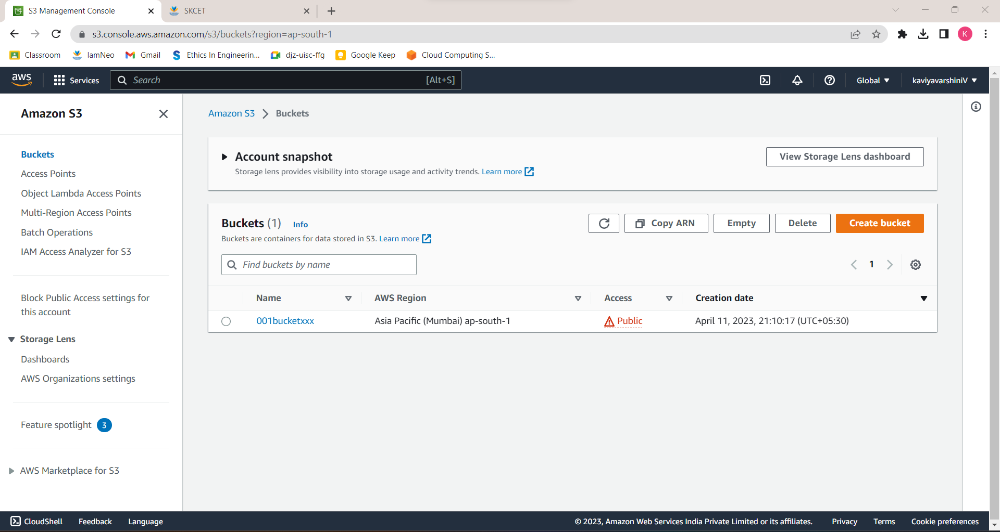 S3 Management Console
SKCET
s3.console.aws.amazon.com/s3/buckets?region=ap-south-1
K
Classroom
IamNeo
Gmail
Ethics In Engineerin...
djz-uisc-ffg
Google Keep
Cloud Computing S...
aws
Services
Search
[Alt+S]
Global
kaviyavarshiniV
Amazon S3
Buckets
Access Points
Object Lambda Access Points
Multi-Region Access Points
Batch Operations
IAM Access Analyzer for S3
Block Public Access settings for
this account
Storage Lens
Dashboards
AWS Organizations settings
Feature spotlight 3
AWS Marketplace for S3
Amazon S3 > Buckets
Account snapshot
Storage lens provides visibility into storage usage and activity trends. Learn more
View Storage Lens dashboard
Buckets (1) Info
Buckets are containers for data stored in S3. Learn more
Copy ARN
Empty
Delete
Create bucket
Find buckets by name
1
Name AWS Region Access Creation date
001bucketxxx Asia Pacific (Mumbai) ap-south-1 Public April 11, 2023, 21:10:17 (UTC+05:30)
CloudShell Feedback Language © 2023, Amazon Web Services India Private Limited or its affiliates. Privacy Terms Cookie preferences